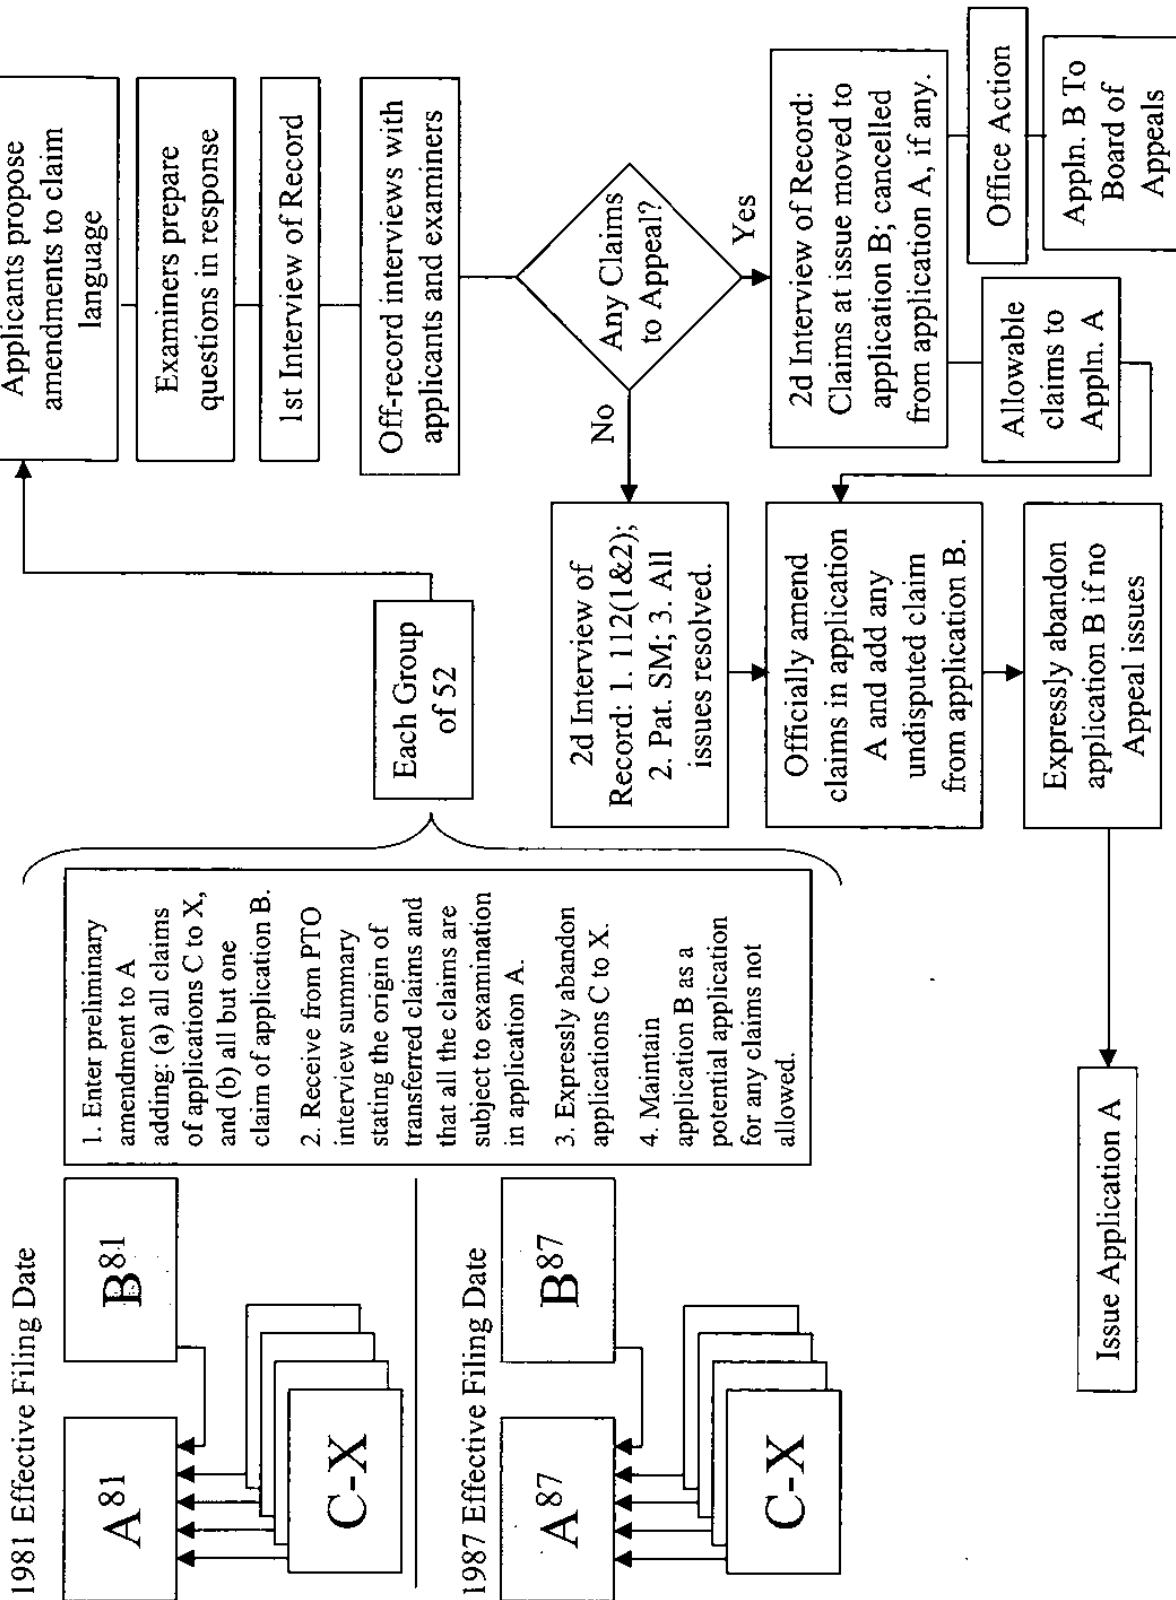 1981 Effective Filing Date
A81
B81
C-X
1987 Effective Filing Date
A87
B87
C-X
1. Enter preliminary
amendment to A
adding: (a) all claims
of applications C to X,
and (b) all but one
claim of application B.
2. Receive from PTO
interview summary
stating the origin of
transferred claims and
that all the claims are
subject to examination
in application A.
3. Expressly abandon
applications C to X.
4. Maintain
application B as a
potential application
for any claims not
allowed.
Each Group
of 52
Applicants propose
amendments to claim
language
Examiners prepare
questions in response
1st Interview of Record
Off-record interviews with
applicants and examiners
Any Claims
to Appeal?
No
Yes
2d Interview of
Record: 1. 112(1&2);
2. Pat. SM; 3. All
issues resolved.
2d Interview of Record:
Claims at issue moved to
application B; cancelled
from application A, if any.
Office Action
Appln. B To
Board of
Appeals
Allowable
claims to
Appln. A
Officially amend
claims in application
A and add any
undisputed claim
from application B.
Expressly abandon
application B if no
Appeal issues
Issue Application A